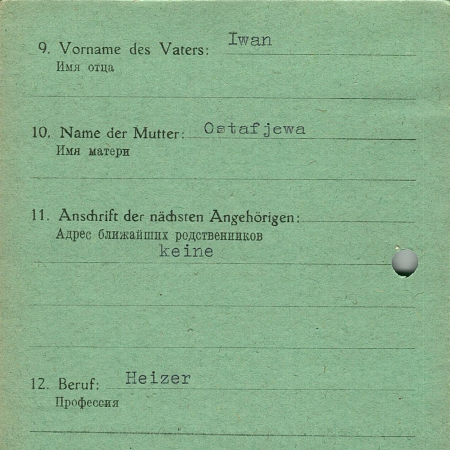 9. Vorname des Vaters: Iwan
Имя отца
10. Name der Mutter: Ostafjewa
Имя матери
11. Anschrift der nächsten Angehörigen:
Адрес ближайших родственников
keine
12. Beruf: Heizer
Профессия